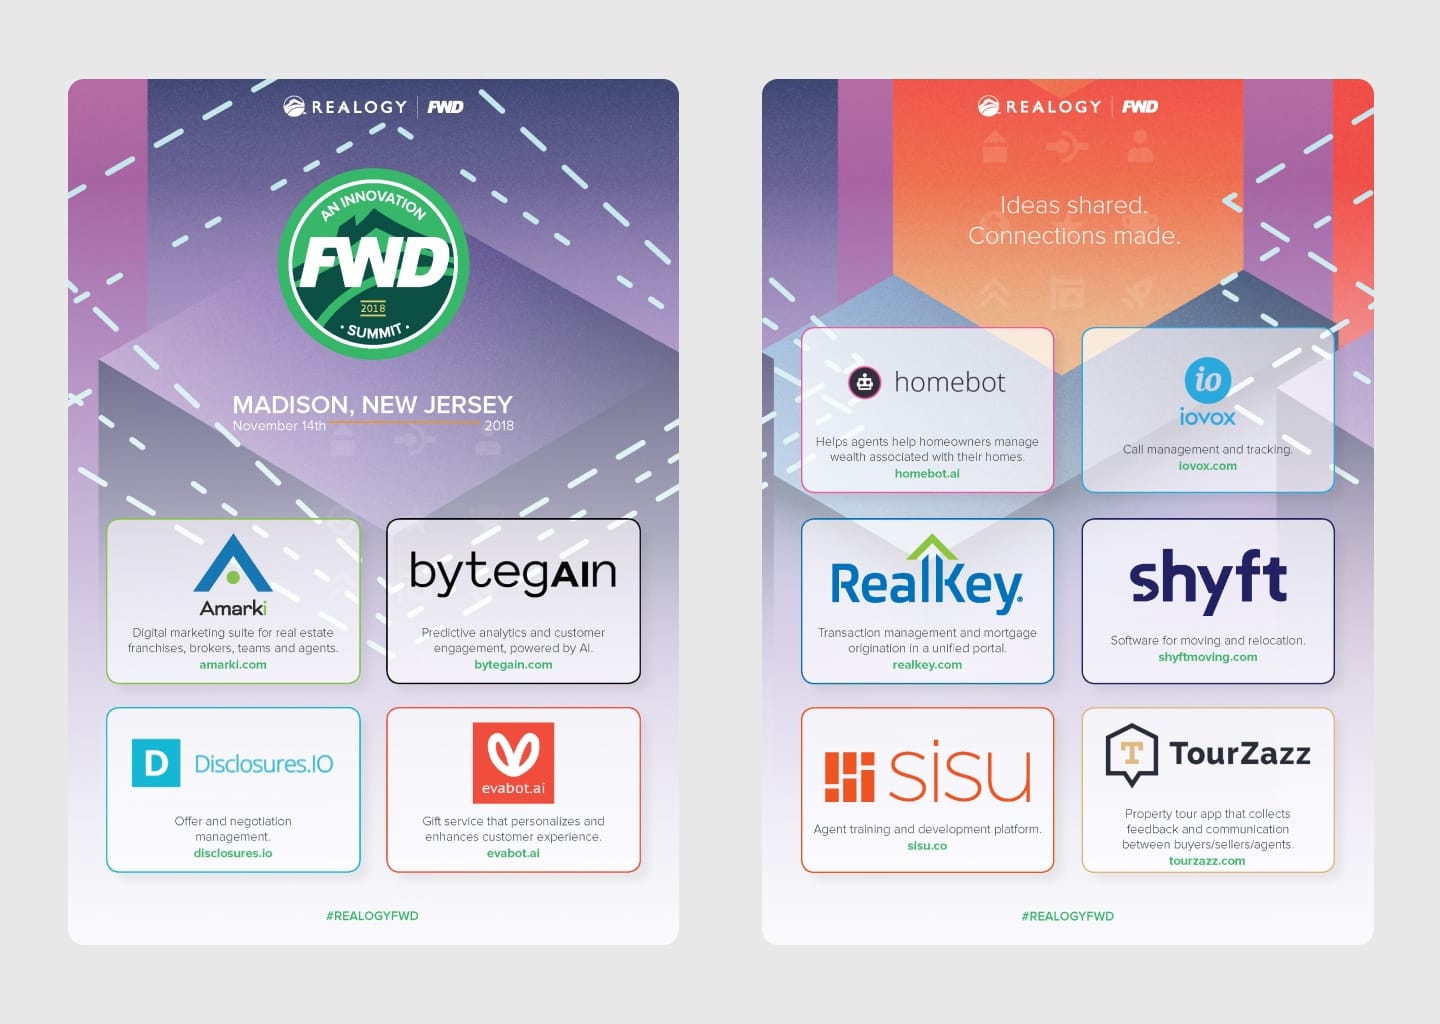 REALOGY | FWD
AN INNOVATION
FWD
2018
• SUMMIT •
MADISON, NEW JERSEY
November 14th 2018
Amarki
Digital marketing suite for real estate
franchises, brokers, teams and agents.
amarki.com
bytegAIn
Predictive analytics and customer
engagement, powered by AI.
bytegain.com
D Disclosures.IO
Offer and negotiation
management.
disclosures.io
evabot.ai
Gift service that personalizes and
enhances customer experience.
evabot.ai
#REALOGYFWD
REALOGY | FWD
Ideas shared.
Connections made.
homebot
Helps agents help homeowners manage
wealth associated with their homes.
homebot.ai
io
iovox
Call management and tracking.
iovox.com
RealKey®
Transaction management and mortgage
origination in a unified portal.
realkey.com
shyft
Software for moving and relocation.
shyftmoving.com
sisu
Agent training and development platform.
sisu.co
T TourZazz
Property tour app that collects
feedback and communication
between buyers/sellers/agents.
tourzazz.com
#REALOGYFWD